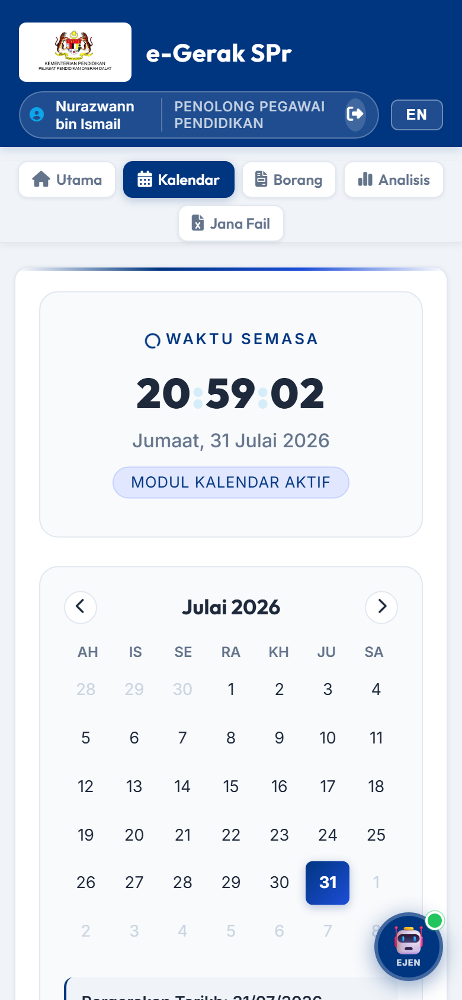 KEMENTERIAN PENDIDIKAN
PEJABAT PENDIDIKAN DAERAH DALAT
e-Gerak SPr
Nurazwann
bin Ismail
PENOLONG PEGAWAI
PENDIDIKAN
EN
Utama
Kalendar
Borang
Analisis
Jana Fail
WAKTU SEMASA
20:59:02
Jumaat, 31 Julai 2026
MODUL KALENDAR AKTIF
Julai 2026
AH IS SE RA KH JU SA
28 29 30 1 2 3 4
5 6 7 8 9 10 11
12 13 14 15 16 17 18
19 20 21 22 23 24 25
26 27 28 29 30 31 1
2 3 4 5 6 7 8
EJEN
Pergerakan Tarikh: 31/07/2026